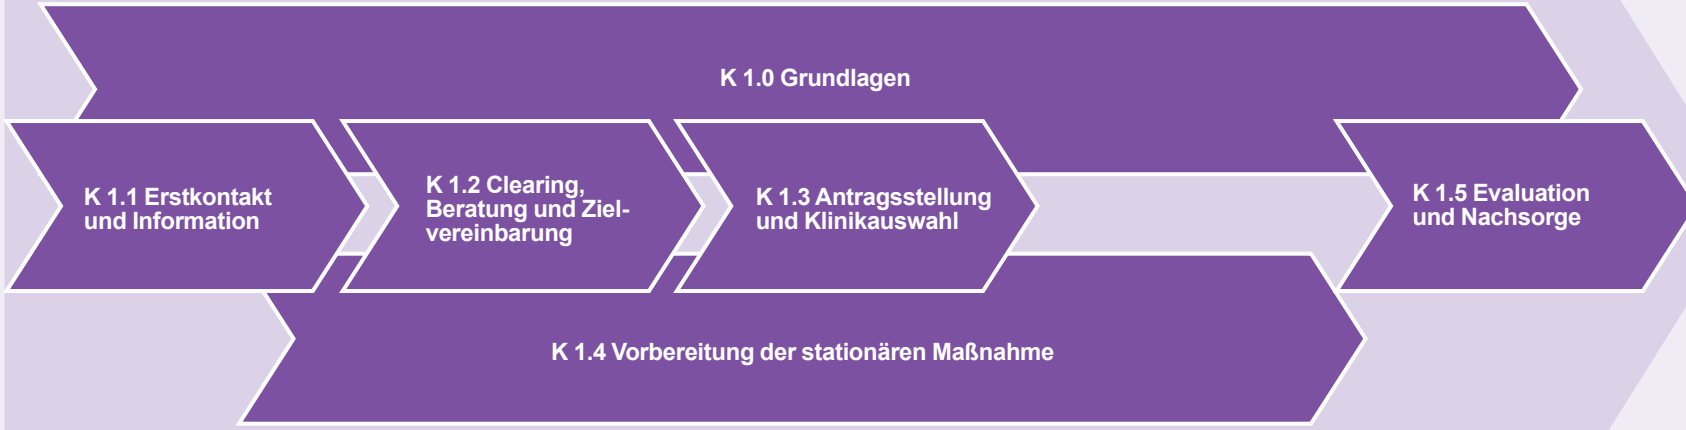 K 1.0 Grundlagen
K 1.1 Erstkontakt
und Information
K 1.2 Clearing,
Beratung und Ziel-
vereinbarung
K 1.3 Antragsstellung
und Klinikauswahl
K 1.5 Evaluation
und Nachsorge
K 1.4 Vorbereitung der stationären Maßnahme